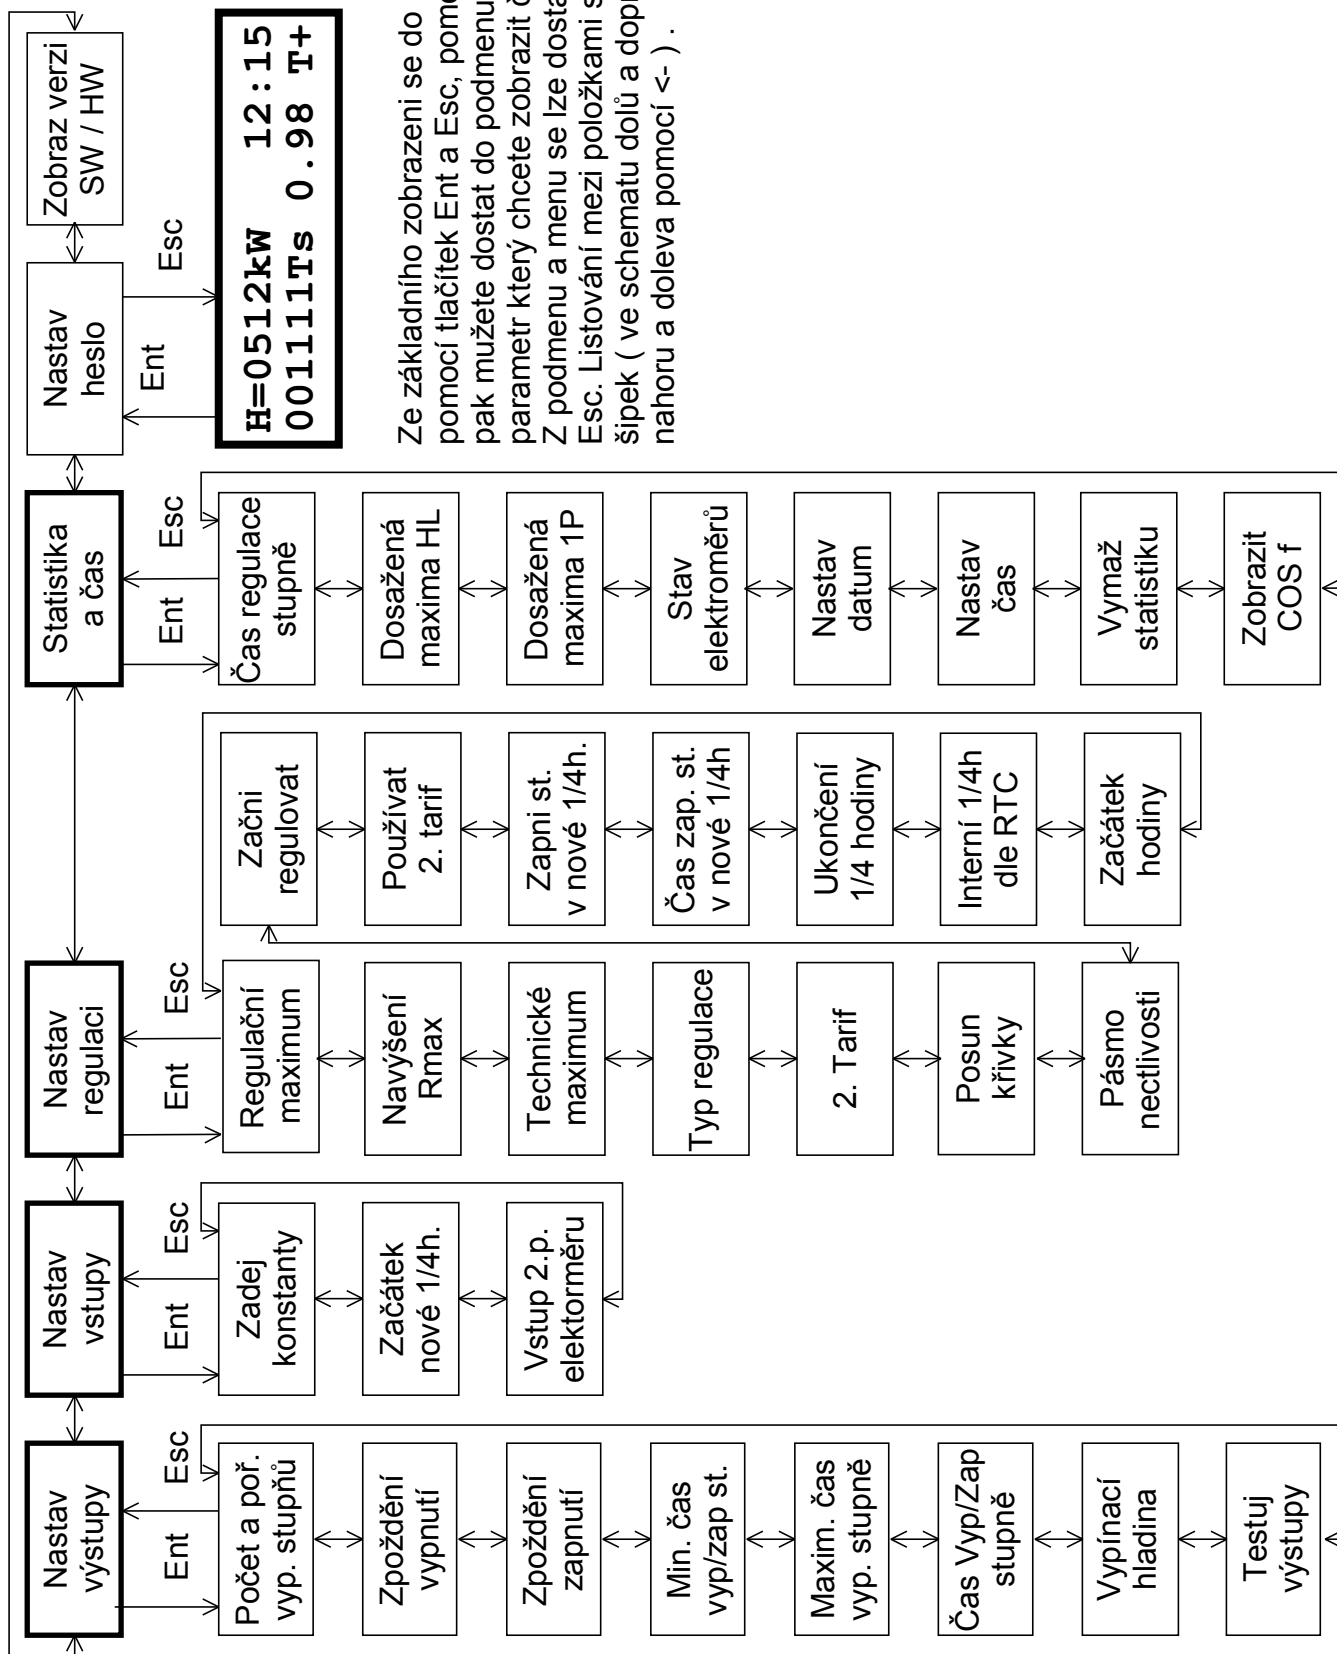 Nastav
výstupy
Nastav
vstupy
Nastav
regulaci
Statistika
a čas
Nastav
heslo
Zobraz verzi
SW / HW
Ent
Esc
Ent
Esc
Ent
Esc
Ent
Esc
Ent
Esc
Počet a poř.
vyp. stupňů
Zpoždění
vypnutí
Zpoždění
zapnutí
Min. čas
vyp/zap st.
Maxim. čas
vyp. stupně
Čas Vyp/Zap
stupně
Vypínací
hladina
Testuj
výstupy
Zadej
konstanty
Začátek
nové 1/4h.
Vstup 2.p.
elektorměru
Regulační
maximum
Navýšení
Rmax
Technické
maximum
Typ regulace
2. Tarif
Posun
křivky
Pásmo
nectlivosti
Začni
regulovat
Používat
2. tarif
Zapni st.
v nové 1/4h.
Čas zap. st.
v nové 1/4h
Ukončení
1/4 hodiny
Interní 1/4h
dle RTC
Začátek
hodiny
Čas regulace
stupně
Dosažená
maxima HL
Dosažená
maxima 1P
Stav
elektroměrů
Nastav
datum
Nastav
čas
Vymaž
statistiku
Zobrazit
COS f
H=0512kW 12:15
001111Ts 0.98 T+
Ze základního zobrazeni se do
pomocí tlačítek Ent a Esc,
pak mužete dostat do podmenu
parametr který chcete zobrazit
Z podmenu a menu se lze
Esc. Listování mezi položkami
šipek ( ve schematu dolů a
nahoru a doleva pomocí <- ) .